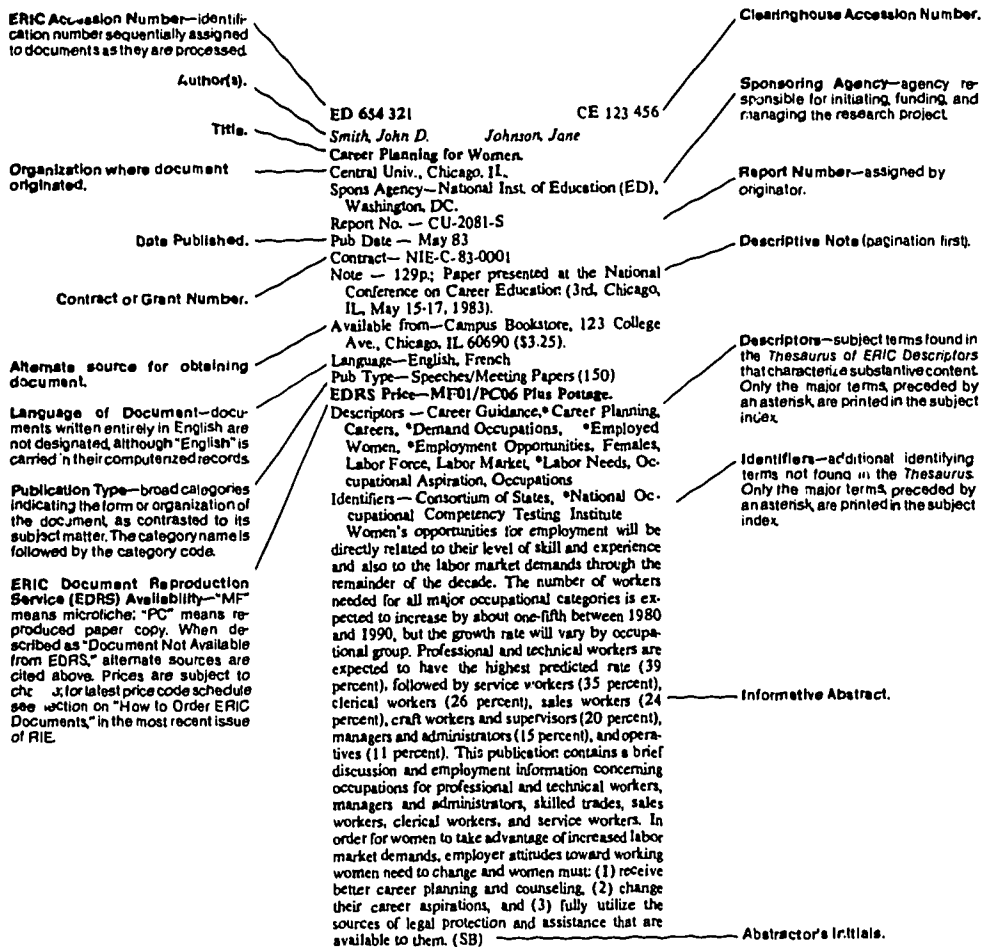 ERIC Accession Number—identifi-
cation number sequentially assigned
to documents as they are processed.
Author(s).
Title.
Organization where document
originated.
Date Published.
Contract or Grant Number.
Alternate source for obtaining
document.
Language of Document—docu-
ments written entirely in English are
not designated, although "English" is
carried in their computerized records.
Publication Type—broad categories
indicating the form or organization of
the document, as contrasted to its
subject matter. The category name is
followed by the category code.
ERIC Document Reproduction
Service (EDRS) Availability—"MF"
means microfiche; "PC" means re-
produced paper copy. When de-
scribed as "Document Not Available
from EDRS," alternate sources are
cited above. Prices are subject to
for latest price code schedule
see section on "How to Order ERIC
Documents," in the most recent issue
of RIE.
ED 654 321 CE 123 456
Smith, John D. Johnson, Jane
Career Planning for Women.
Central Univ., Chicago, IL.
Spons Agency—National Inst. of Education (ED),
Washington, DC.
Report No. — CU-2081-S
Pub Date — May 83
Contract— NIE-C-83-0001
Note — 129p.; Paper presented at the National
Conference on Career Education (3rd, Chicago,
IL, May 15-17, 1983).
Available from—Campus Bookstore, 123 College
Ave., Chicago, IL 60690 ($3.25).
Language—English, French
Pub Type—Speeches/Meeting Papers (150)
EDRS Price—MF01/PC06 Plus Postage.
Descriptors — Career Guidance,* Career Planning,
Careers, *Demand Occupations, *Employed
Women, *Employment Opportunities, Females,
Labor Force, Labor Market, *Labor Needs, Oc-
cupational Aspiration, Occupations
Identifiers — Consortium of States, *National Oc-
cupational Competency Testing Institute
Women's opportunities for employment will be
directly related to their level of skill and experience
and also to the labor market demands through the
remainder of the decade. The number of workers
needed for all major occupational categories is ex-
pected to increase by about one-fifth between 1980
and 1990, but the growth rate will vary by occupa-
tional group. Professional and technical workers are
expected to have the highest predicted rate (39
percent), followed by service workers (35 percent),
clerical workers (26 percent), sales workers (24
percent), craft workers and supervisors (20 percent),
managers and administrators (15 percent), and opera-
tives (11 percent). This publication contains a brief
discussion and employment information concerning
occupations for professional and technical workers,
managers and administrators, skilled trades, sales
workers, clerical workers, and service workers. In
order for women to take advantage of increased labor
market demands, employer attitudes toward working
women need to change and women must: (1) receive
better career planning and counseling, (2) change
their career aspirations, and (3) fully utilize the
sources of legal protection and assistance that are
available to them. (SB)
Clearinghouse Accession Number.
Sponsoring Agency—agency re-
sponsible for initiating, funding, and
managing the research project.
Report Number—assigned by
originator.
Descriptive Note (pagination first).
Descriptors—subject terms found in
the Thesaurus of ERIC Descriptors
that characterize substantive content.
Only the major terms, preceded by
an asterisk, are printed in the subject
index.
Identifiers—additional identifying
terms not found in the Thesaurus.
Only the major terms, preceded by
an asterisk, are printed in the subject
index.
Informative Abstract.
Abstractor's Initials.